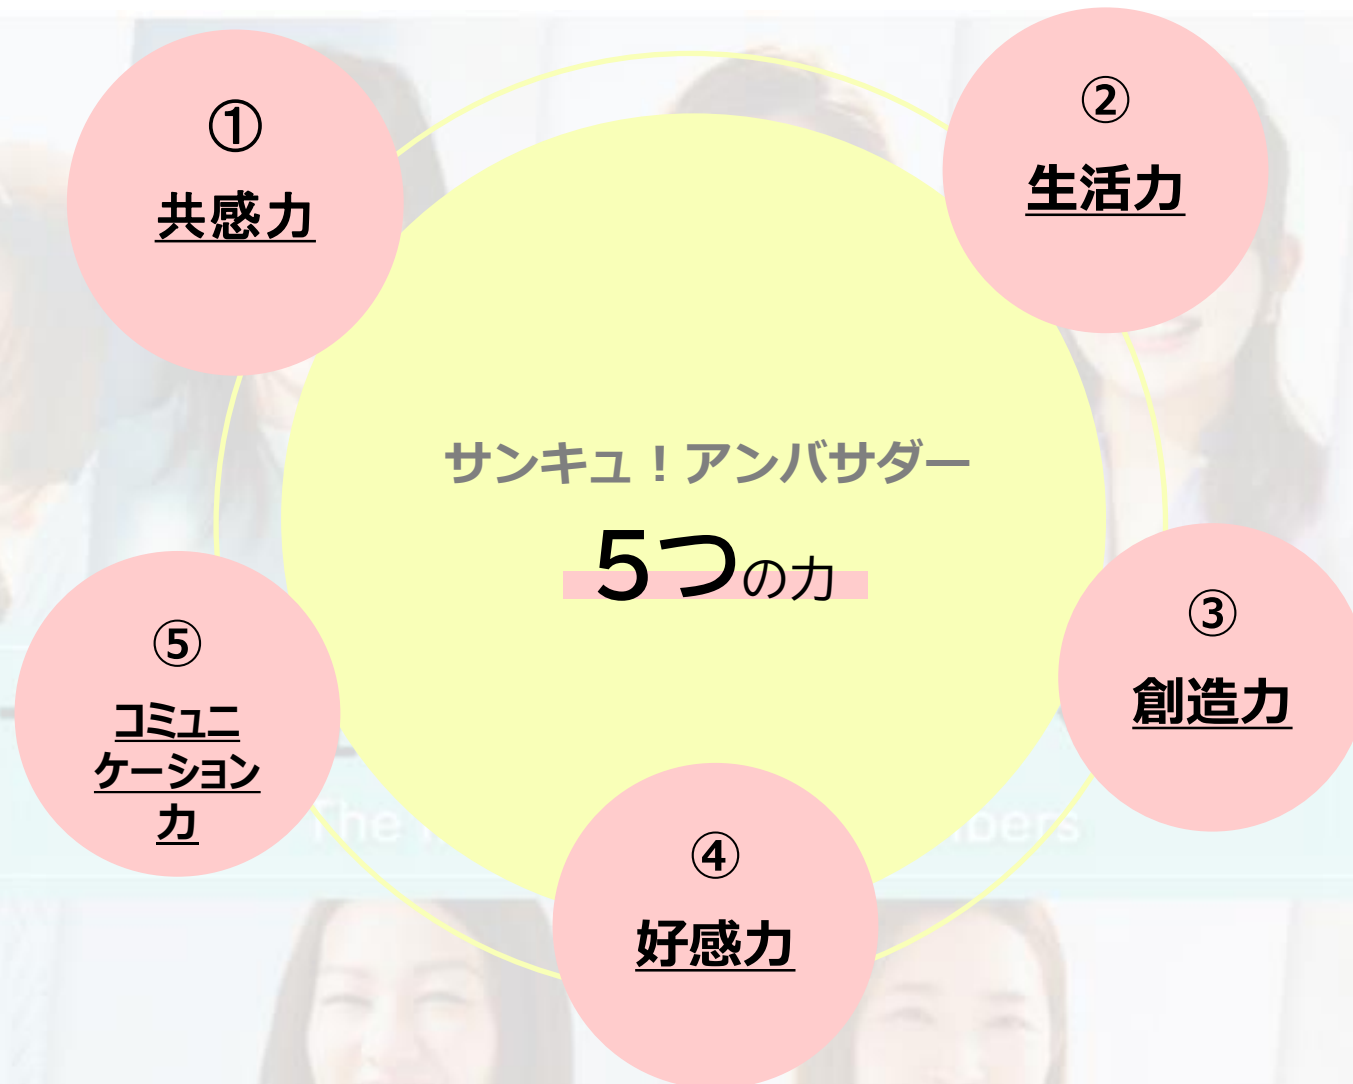 サンキュ！アンバサダー
5つの力
①
共感力
②
生活力
③
創造力
④
好感力
⑤
コミュニ
ケーション
力
The